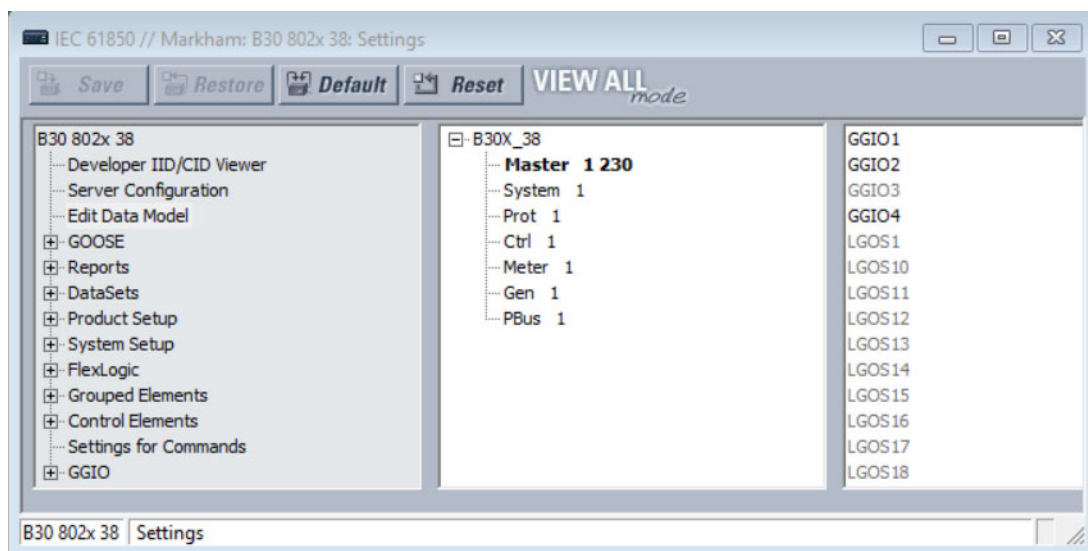 IEC 61850 // Markham: B30 802x 38: Settings
Save Restore Default Reset VIEW ALL mode
B30 802x 38
Developer IID/CID Viewer
Server Configuration
Edit Data Model
GOOSE
Reports
DataSets
Product Setup
System Setup
FlexLogic
Grouped Elements
Control Elements
Settings for Commands
GGIO
B30X_38
Master 1 230
System 1
Prot 1
Ctrl 1
Meter 1
Gen 1
PBus 1
GGIO1
GGIO2
GGIO3
GGIO4
LGOS1
LGOS10
LGOS11
LGOS12
LGOS13
LGOS14
LGOS15
LGOS16
LGOS17
LGOS18
B30 802x 38 Settings